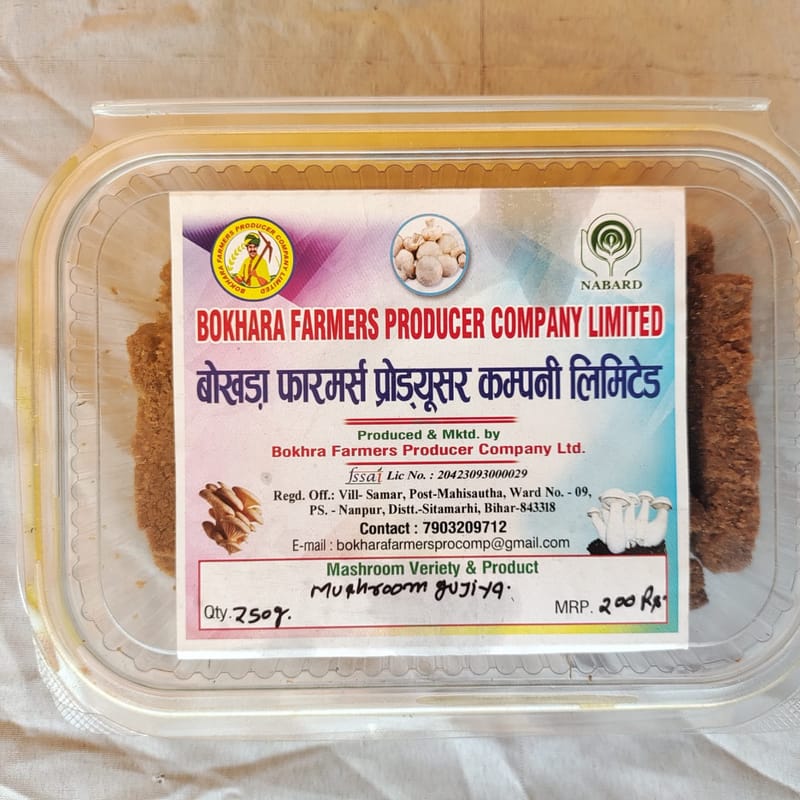 BOKHARA FARMERS PRODUCER COMPANY LIMITED
NABARD
BOKHARA FARMERS PRODUCER COMPANY LIMITED
बोखड़ा फारमर्स प्रोड्यूसर कम्पनी लिमिटेड
Produced & Mktd. by
Bokhra Farmers Producer Company Ltd.
fssai Lic No. : 20423093000029
Regd. Off.: Vill- Samar, Post-Mahisautha, Ward No. - 09,
PS. - Nanpur, Distt.-Sitamarhi, Bihar-843318
Contact : 7903209712
E-mail : bokharafarmersprocomp@gmail.com
Mashroom Veriety & Product
Mushroom gujiya.
Qty. 250g. MRP. 200 Rs